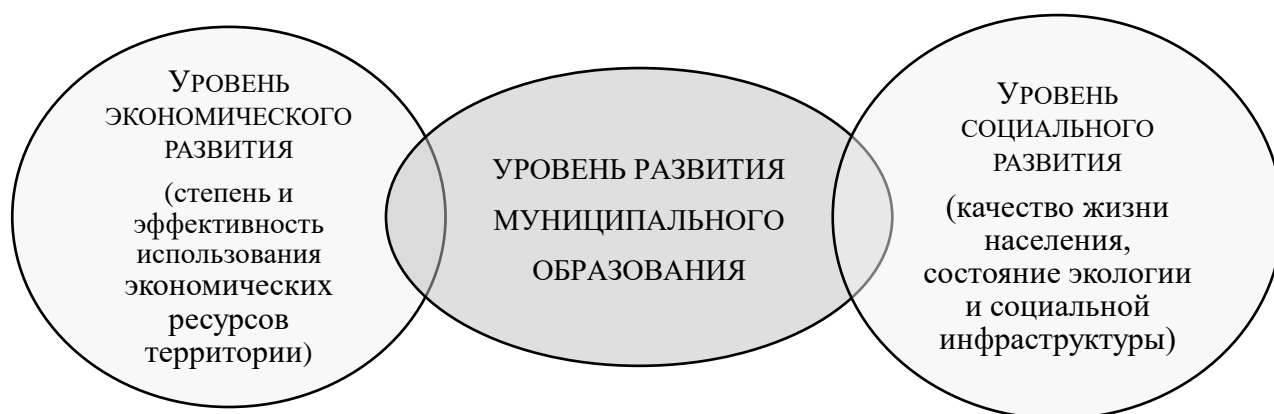 УРОВЕНЬ
ЭКОНОМИЧЕСКОГО
РАЗВИТИЯ
(степень и
эффективность
использования
экономических
ресурсов
территории)
УРОВЕНЬ РАЗВИТИЯ
МУНИЦИПАЛЬНОГО
ОБРАЗОВАНИЯ
УРОВЕНЬ
СОЦИАЛЬНОГО
РАЗВИТИЯ
(качество жизни
населения,
состояние экологии
и социальной
инфраструктуры)